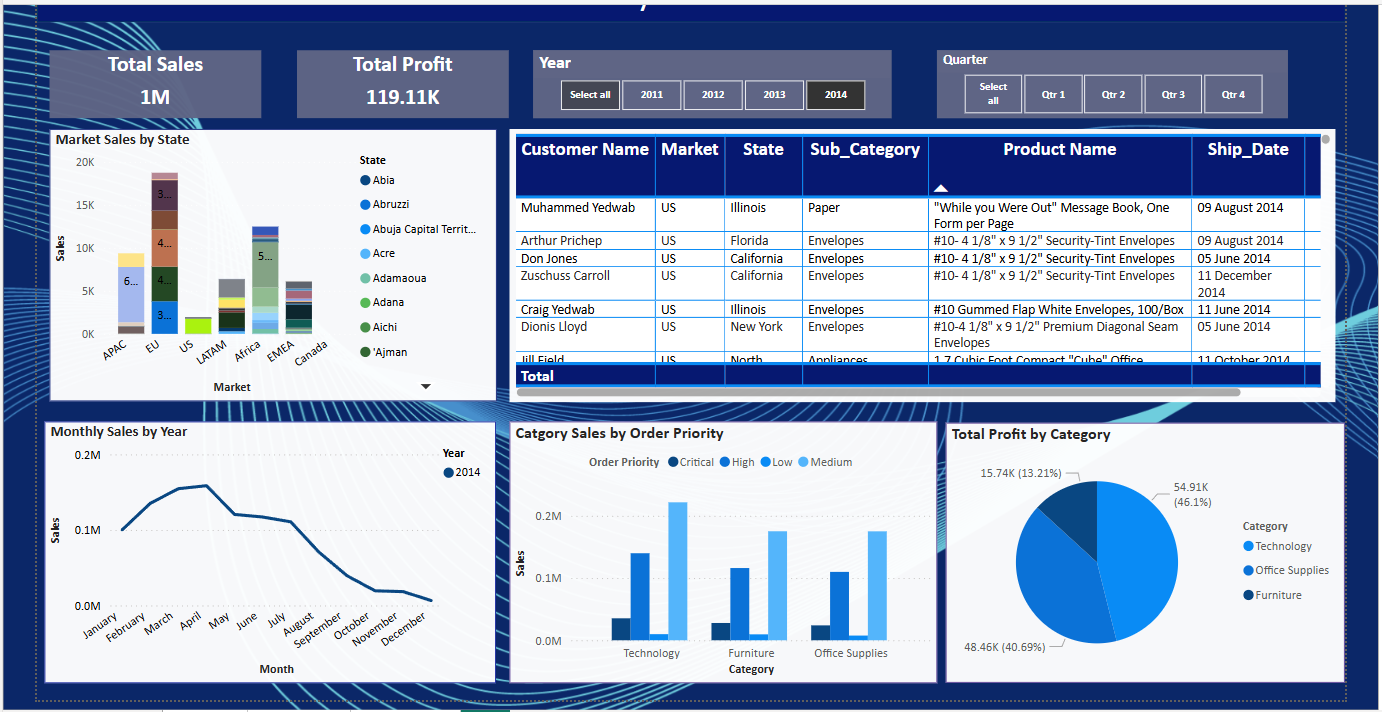 Total Sales
1M
Total Profit
119.11K
Year
Select all
2011
2012
2013
2014
Quarter
Select
all
Qtr 1
Qtr 2
Qtr 3
Qtr 4
Market Sales by State
20K
15K
10K
5K
0K
Sales
3...
4...
4...
3...
6...
5...
APAC
EU
US
LATAM
Africa
EMEA
Canada
Market
State
Abia
Abruzzi
Abuja Capital Territ...
Acre
Adamaoua
Adana
Aichi
'Ajman
Customer Name Market State Sub_Category Product Name Ship_Date
Muhammed Yedwab US Illinois Paper "While you Were Out" Message Book, One 09 August 2014
Form per Page
Arthur Prichep US Florida Envelopes #10- 4 1/8" x 9 1/2" Security-Tint Envelopes 09 August 2014
Don Jones US California Envelopes #10- 4 1/8" x 9 1/2" Security-Tint Envelopes 05 June 2014
Zuschuss Carroll US California Envelopes #10- 4 1/8" x 9 1/2" Security-Tint Envelopes 11 December
2014
Craig Yedwab US Illinois Envelopes #10 Gummed Flap White Envelopes, 100/Box 11 June 2014
Dionis Lloyd US New York Envelopes #10-4 1/8" x 9 1/2" Premium Diagonal Seam 05 June 2014
Envelopes
Jill Field US North Appliances 1.7 Cubic Foot Compact "Cube" Office 11 October 2014
Total
Monthly Sales by Year
0.2M
0.1M
0.0M
Sales
January
February
March
April
May
June
July
August
September
October
November
December
Month
Year
2014
Catgory Sales by Order Priority
Order Priority Critical High Low Medium
0.2M
0.1M
0.0M
Sales
Technology
Furniture
Office Supplies
Category
Total Profit by Category
15.74K (13.21%)
54.91K
(46.1%)
48.46K (40.69%)
Category
Technology
Office Supplies
Furniture